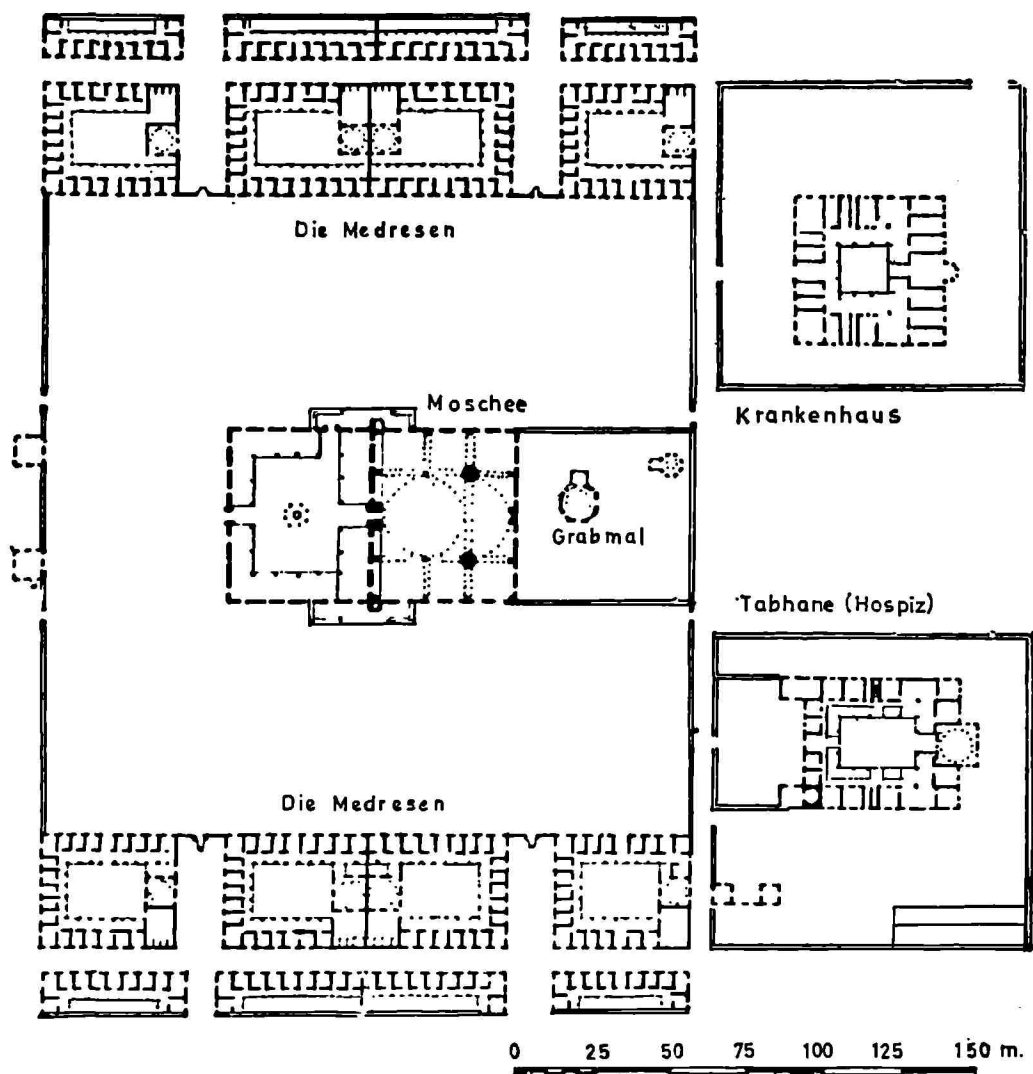 Die Medresen
Moschee
Krankenhaus
Grabmal
Tabhane (Hospiz)
Die Medresen
0 25 50 75 100 125 150 m.